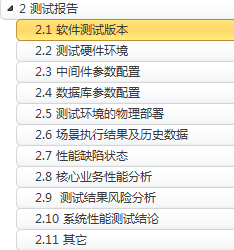 2 测试报告
2.1 软件测试版本
2.2 测试硬件环境
2.3 中间件参数配置
2.4 数据库参数配置
2.5 测试环境的物理部署
2.6 场景执行结果及历史数据
2.7 性能缺陷状态
2.8 核心业务性能分析
2.9 测试结果风险分析
2.10 系统性能测试结论
2.11 其它